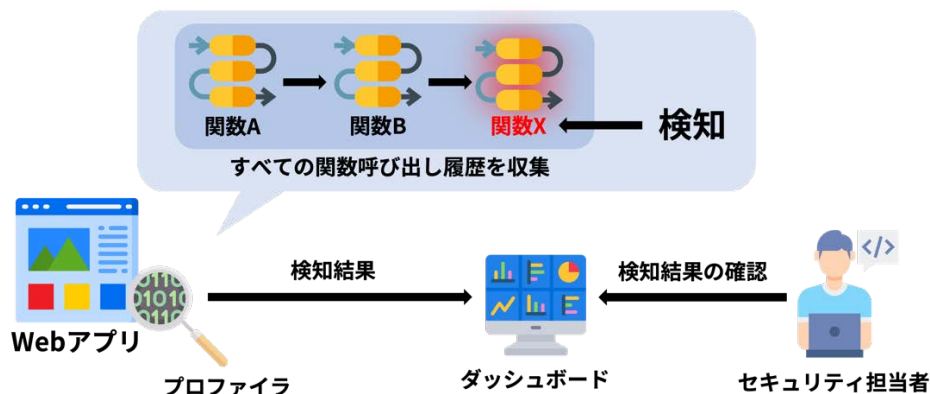 関数A
関数B
関数X
検知
すべての関数呼び出し履歴を収集
検知結果
検知結果の確認
</>
01010
0110
Webアプリ
プロファイラ
ダッシュボード
セキュリティ担当者